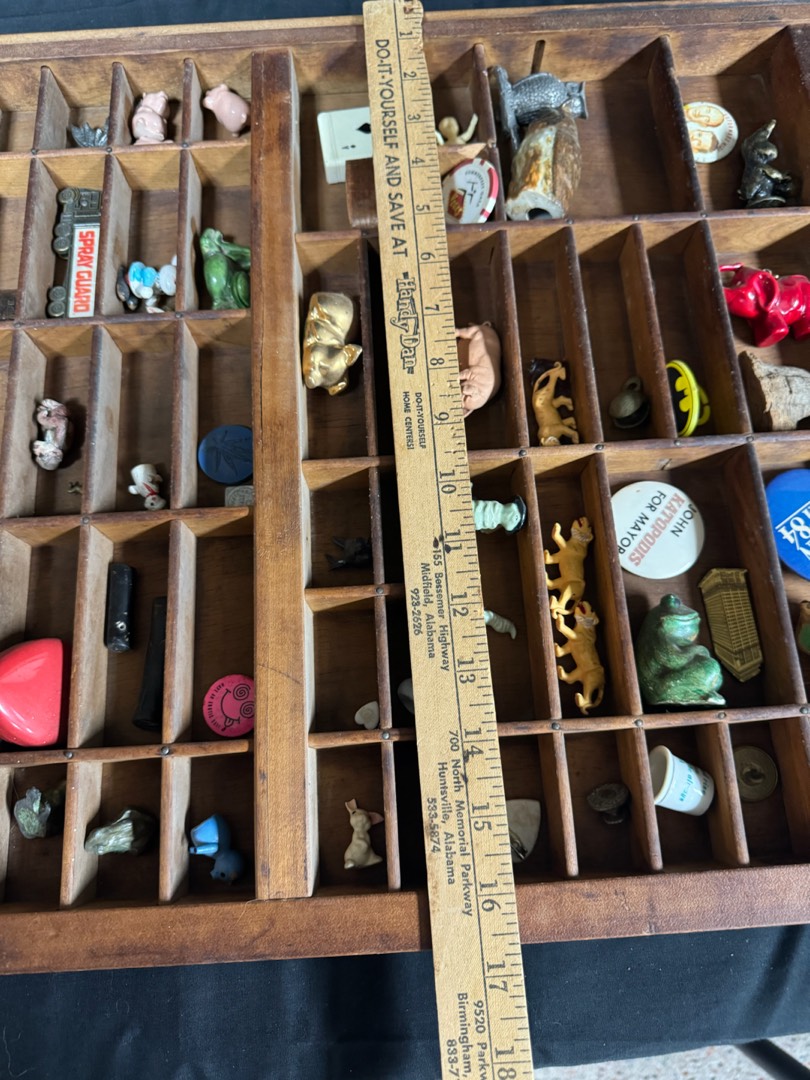 DO-IT-YOURSELF AND SAVE AT
"Handy Dan"
DO-IT-YOURSELF
HOME CENTERS!
155 Bessemer Highway
Midfield, Alabama
923-2626
700 North Memorial Parkway
Huntsville, Alabama
533-5874
9520 Parkw
Birmingham,
833-7
1
2
3
4
5
6
7
8
9
10
11
12
13
14
15
16
17
18
SPRAY GUARD
JOHN
KATOPODIS
FOR MAYOR
84